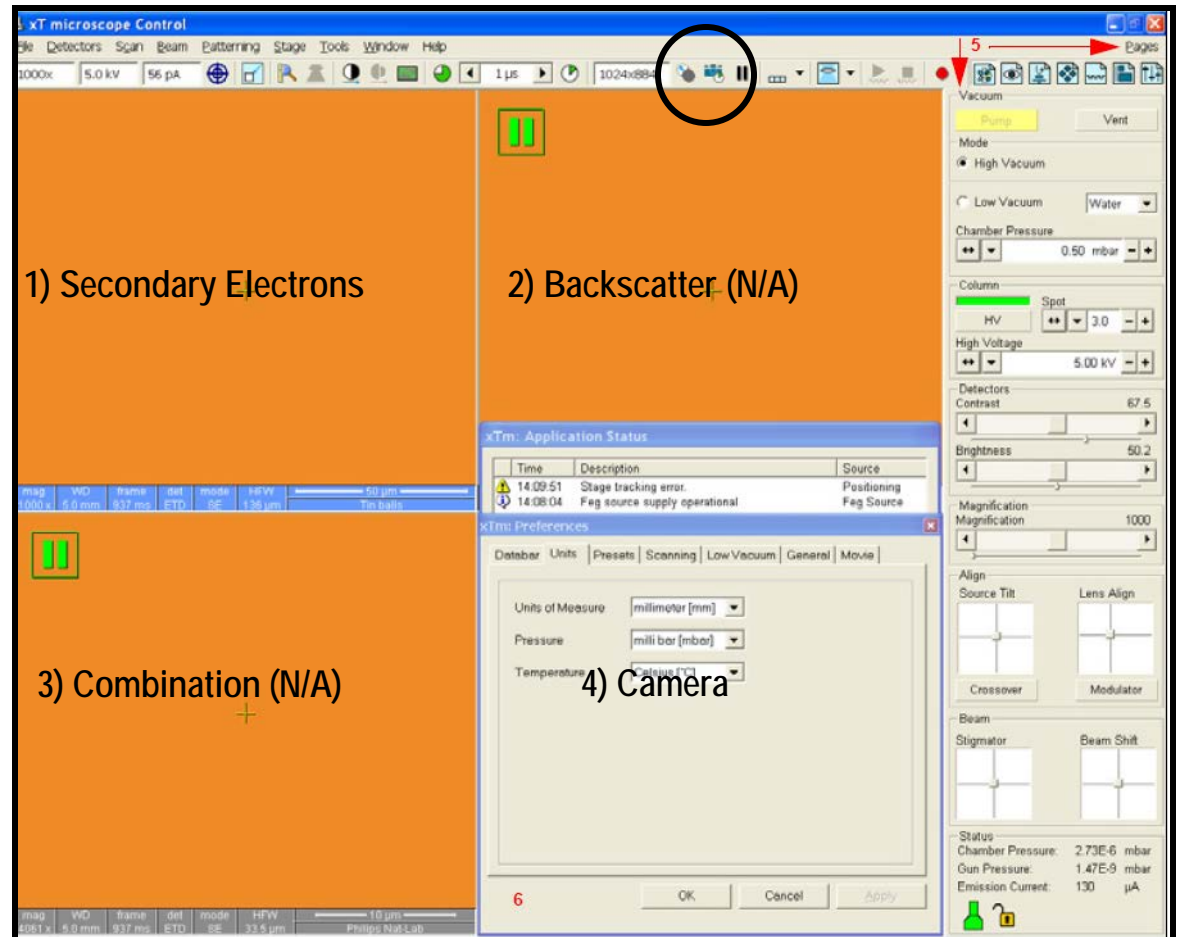 xT microscope Control
File Detectors Scan Beam Patterning Stage Tools Window Help
5
Pages
1000x 5.0 kV 56 pA 1 µs 1024x884
Vacuum
Pump Vent
Mode
High Vacuum
Low Vacuum Water
Chamber Pressure
0.50 mbar
1) Secondary Electrons
2) Backscatter (N/A)
Column
Spot
HV 3.0
High Voltage
5.00 kV
Detectors
Contrast 67.5
Brightness 50.2
Magnification
Magnification 1000
xTm: Application Status
Time Description Source
14:09:51 Stage tracking error. Positioning
14:08:04 Feg source supply operational Feg Source
mag WD frame det mode HFW 50 µm
1000 x 5.0 mm 937 ms ETD SE 136 µm Tin balls
xTm: Preferences
Databar Units Presets Scanning Low Vacuum General Movie
Units of Measure millimeter [mm]
Pressure milli bar [mbar]
Temperature Celsius [°C]
3) Combination (N/A)
4) Camera
Align
Source Tilt Lens Align
Crossover Modulator
Beam
Stigmator Beam Shift
Status
Chamber Pressure: 2.73E-6 mbar
Gun Pressure: 1.47E-9 mbar
Emission Current: 130 µA
6
OK Cancel Apply
mag WD frame det mode HFW 10 µm
4061 x 5.0 mm 937 ms ETD SE 33.5 µm Philips Nat-Lab